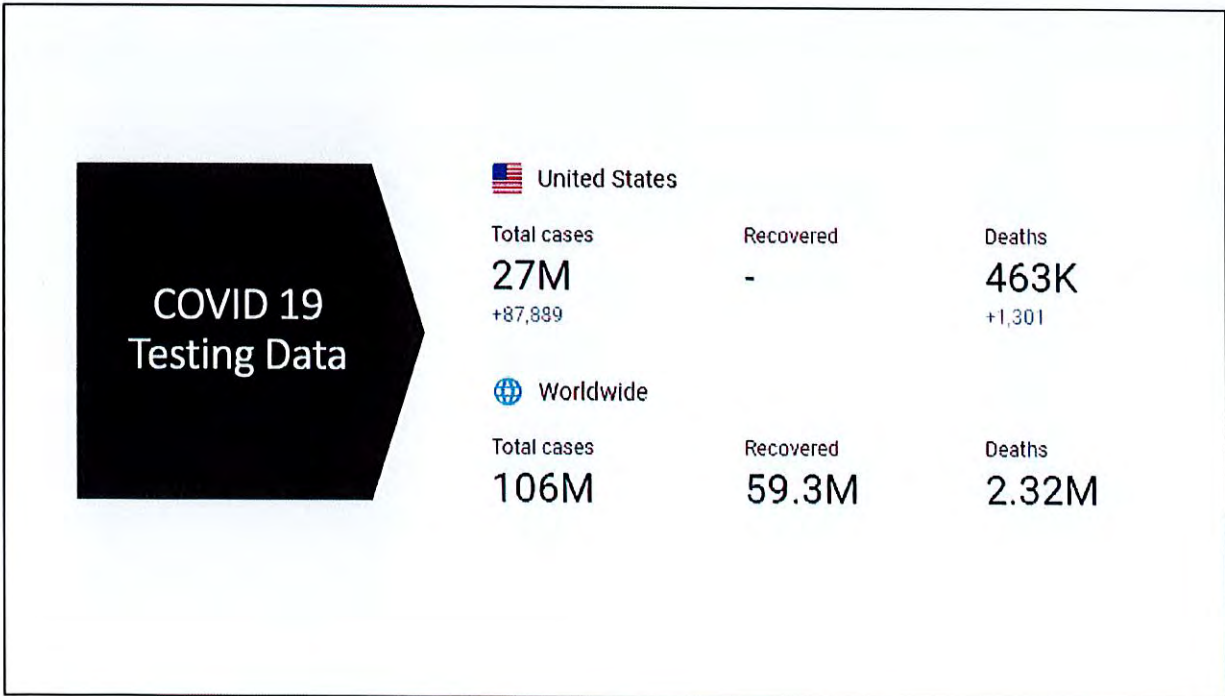 COVID 19
Testing Data
United States
Total cases
Recovered
Deaths
27M
-
463K
+87,889
+1,301
Worldwide
Total cases
Recovered
Deaths
106M
59.3M
2.32M